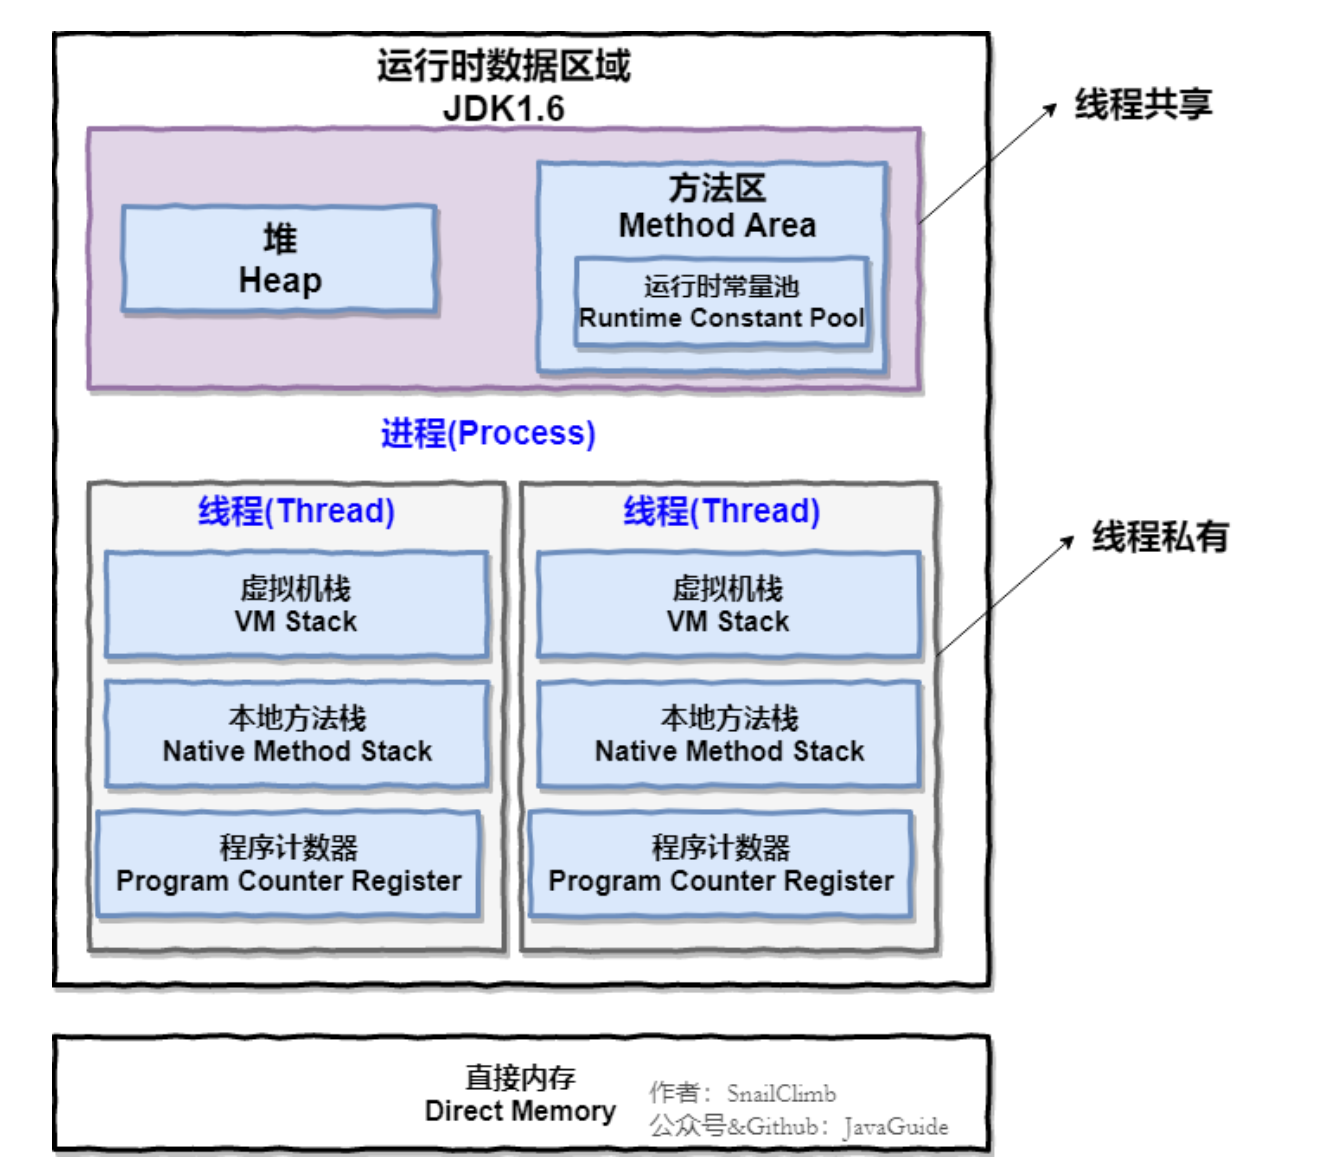 运行时数据区域
JDK1.6
线程共享
堆
Heap
方法区
Method Area
运行时常量池
Runtime Constant Pool
进程(Process)
线程(Thread)
虚拟机栈
VM Stack
本地方法栈
Native Method Stack
程序计数器
Program Counter Register
线程(Thread)
虚拟机栈
VM Stack
本地方法栈
Native Method Stack
程序计数器
Program Counter Register
线程私有
直接内存
Direct Memory
作者：SnailClimb
公众号&Github：JavaGuide